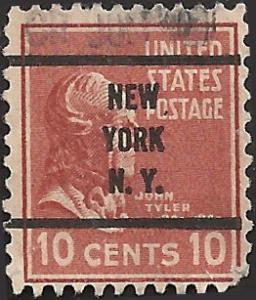 UNITED
STATES
POSTAGE
NEW
YORK
N. Y.
JOHN
TYLER
10 CENTS 10